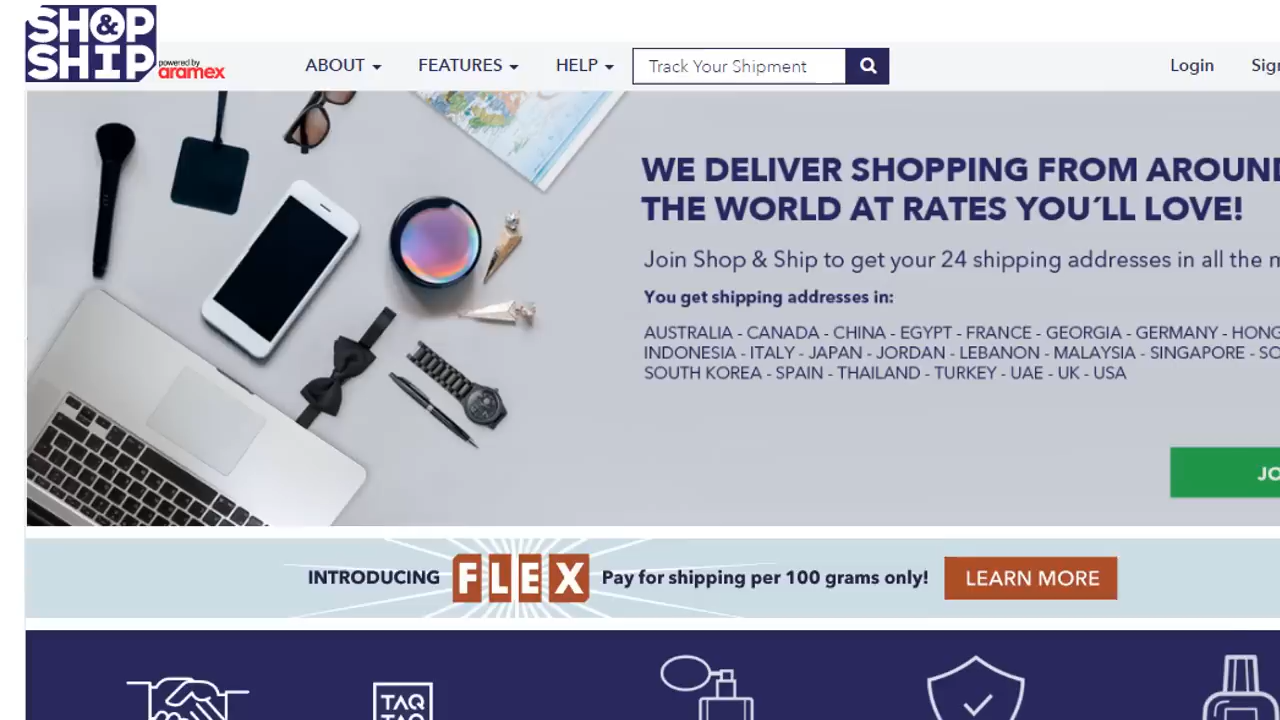 SHOP & SHIP
powered by
aramex
ABOUT
FEATURES
HELP
Track Your Shipment
Login
WE DELIVER SHOPPING FROM AROUND
THE WORLD AT RATES YOU´LL LOVE!
Join Shop & Ship to get your 24 shipping addresses in all the
You get shipping addresses in:
AUSTRALIA - CANADA - CHINA - EGYPT - FRANCE - GEORGIA - GERMANY - HONG
INDONESIA - ITALY - JAPAN - JORDAN - LEBANON - MALAYSIA - SINGAPORE -
SOUTH KOREA - SPAIN - THAILAND - TURKEY - UAE - UK - USA
INTRODUCING FLEX Pay for shipping per 100 grams only!
LEARN MORE
TAQ